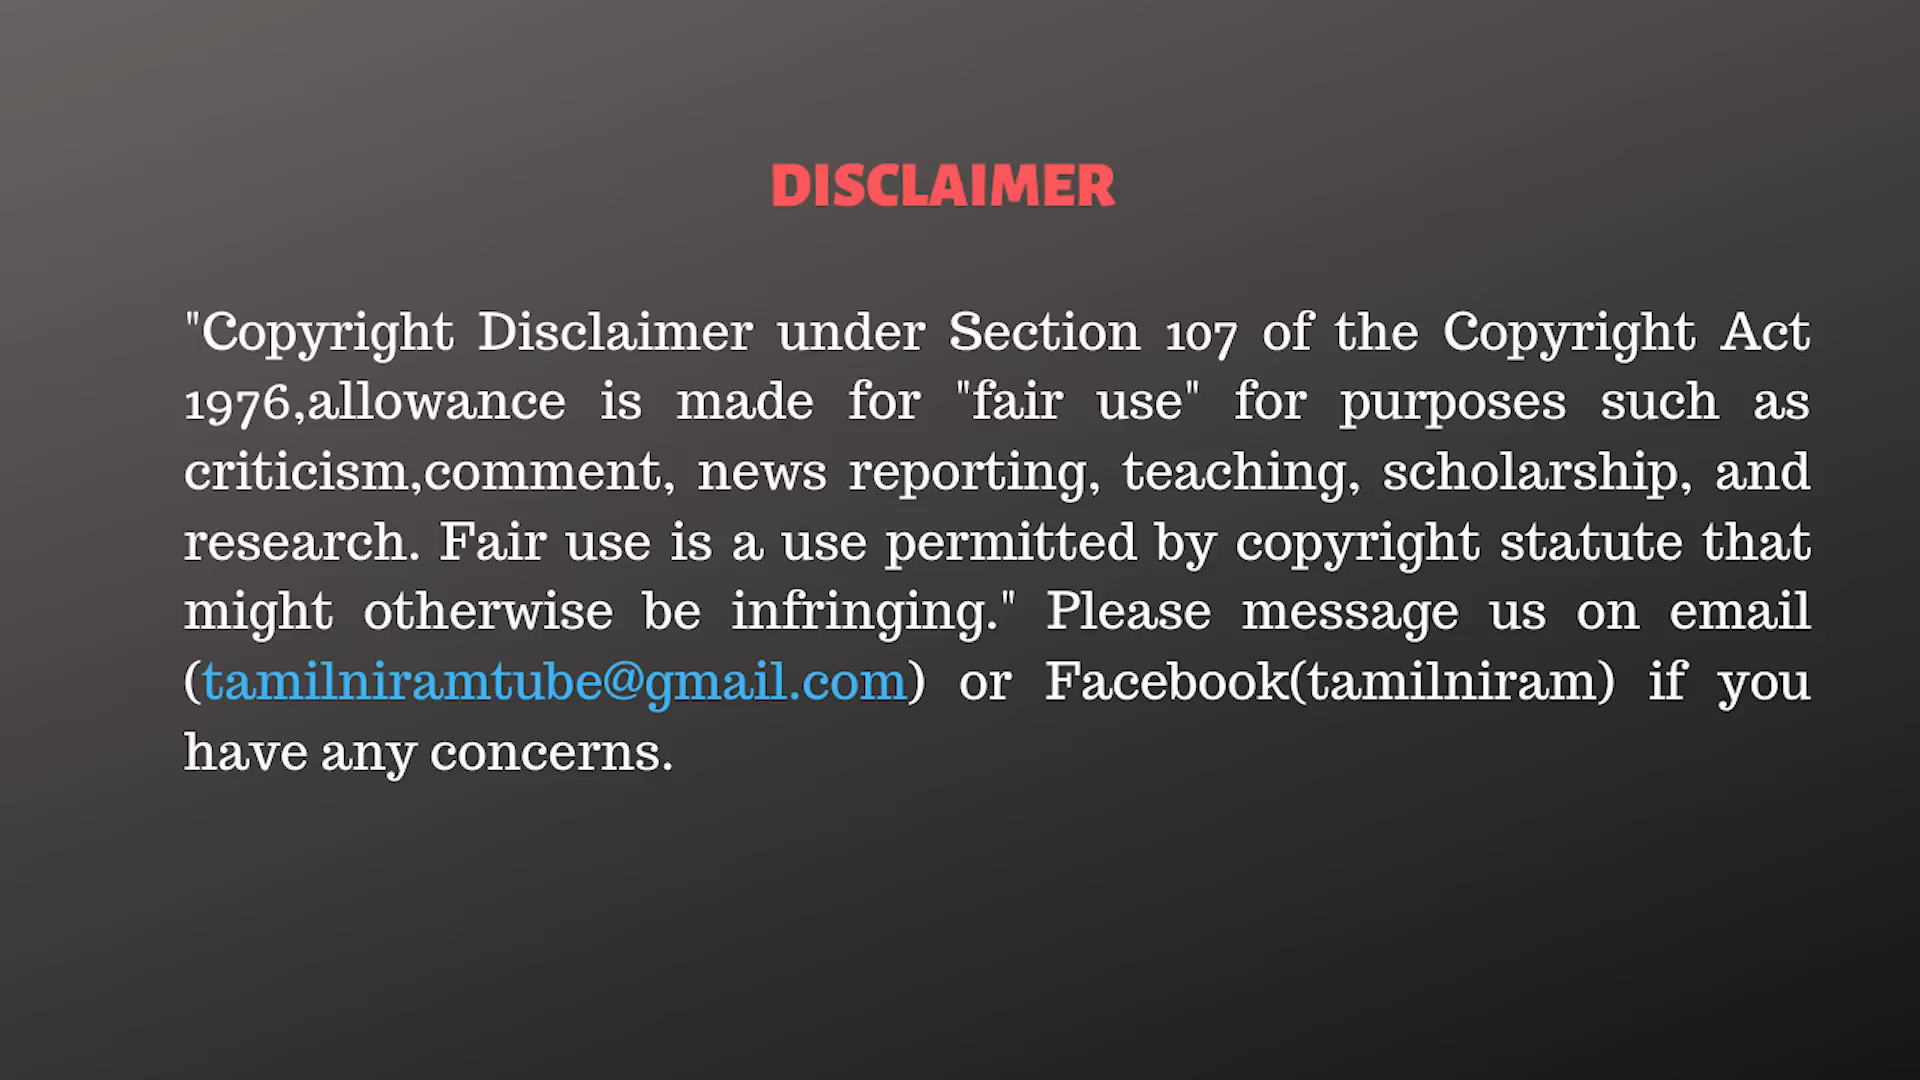 DISCLAIMER
"Copyright Disclaimer under Section 107 of the Copyright Act
1976,allowance is made for "fair use" for purposes such as
criticism,comment, news reporting, teaching, scholarship, and
research. Fair use is a use permitted by copyright statute that
might otherwise be infringing." Please message us on email
(tamilniramtube@gmail.com) or Facebook(tamilniram) if you
have any concerns.